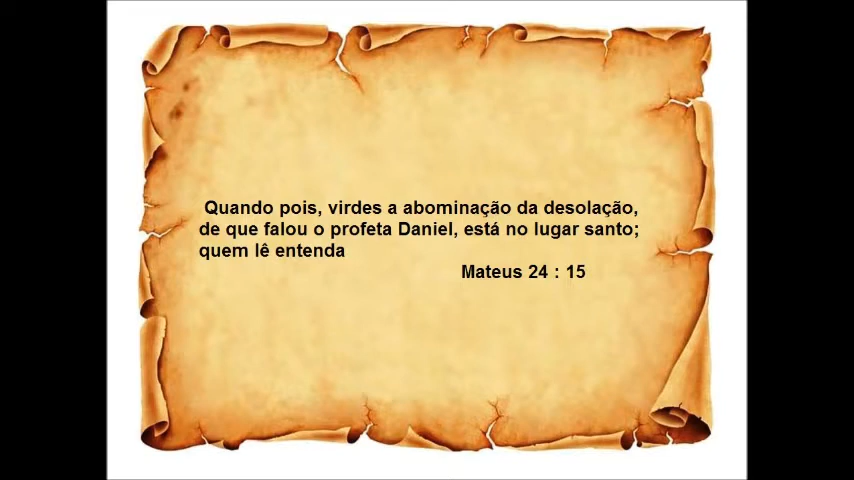 Quando pois, virdes a abominação da desolação,
de que falou o profeta Daniel, está no lugar santo;
quem lê entenda
Mateus 24 : 15